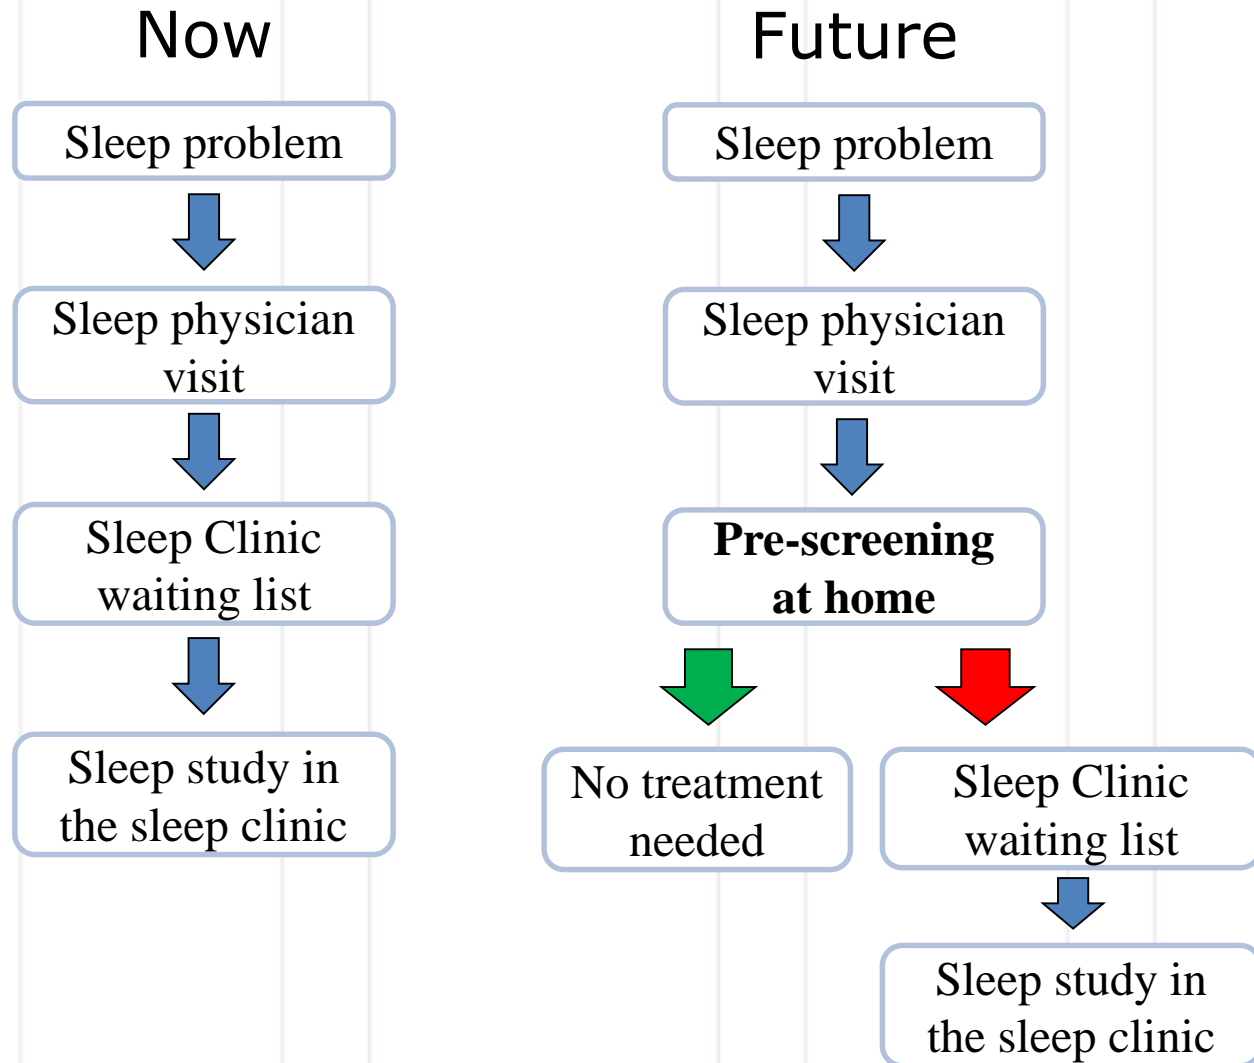 Now
Sleep problem
Sleep physician
visit
Sleep Clinic
waiting list
Sleep study in
the sleep clinic
Future
Sleep problem
Sleep physician
visit
Pre-screening
at home
No treatment
needed
Sleep Clinic
waiting list
Sleep study in
the sleep clinic